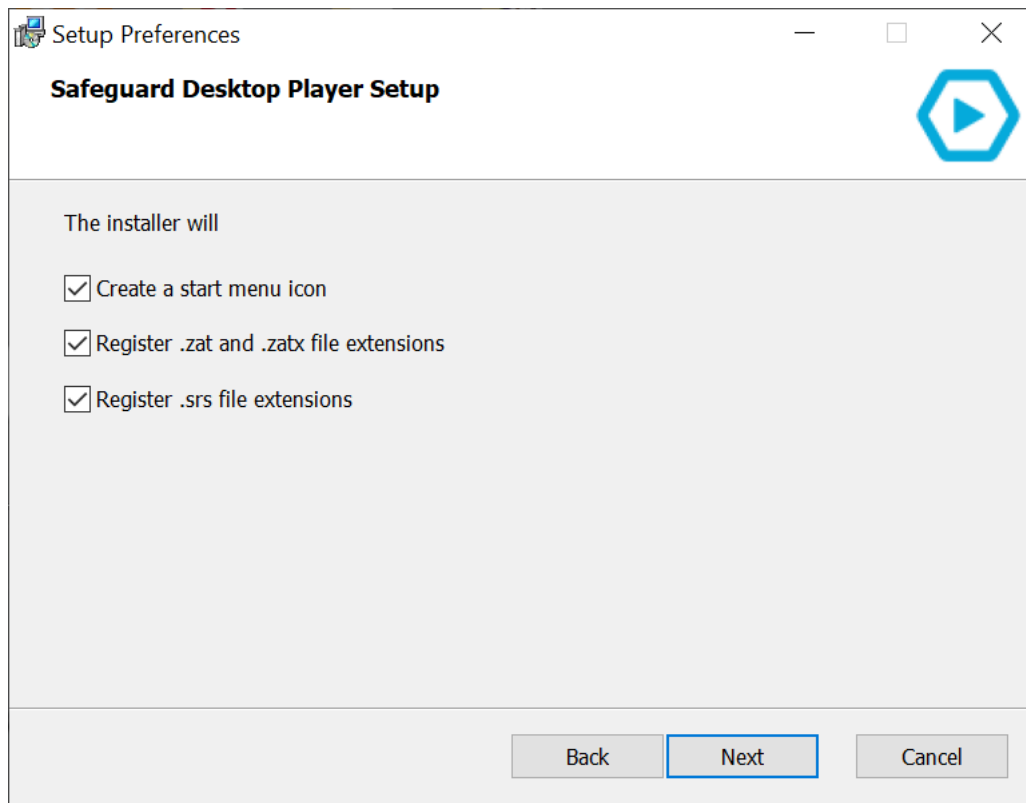 Setup Preferences
Safeguard Desktop Player Setup
The installer will
Create a start menu icon
Register .zat and .zatx file extensions
Register .srs file extensions
Back Next Cancel